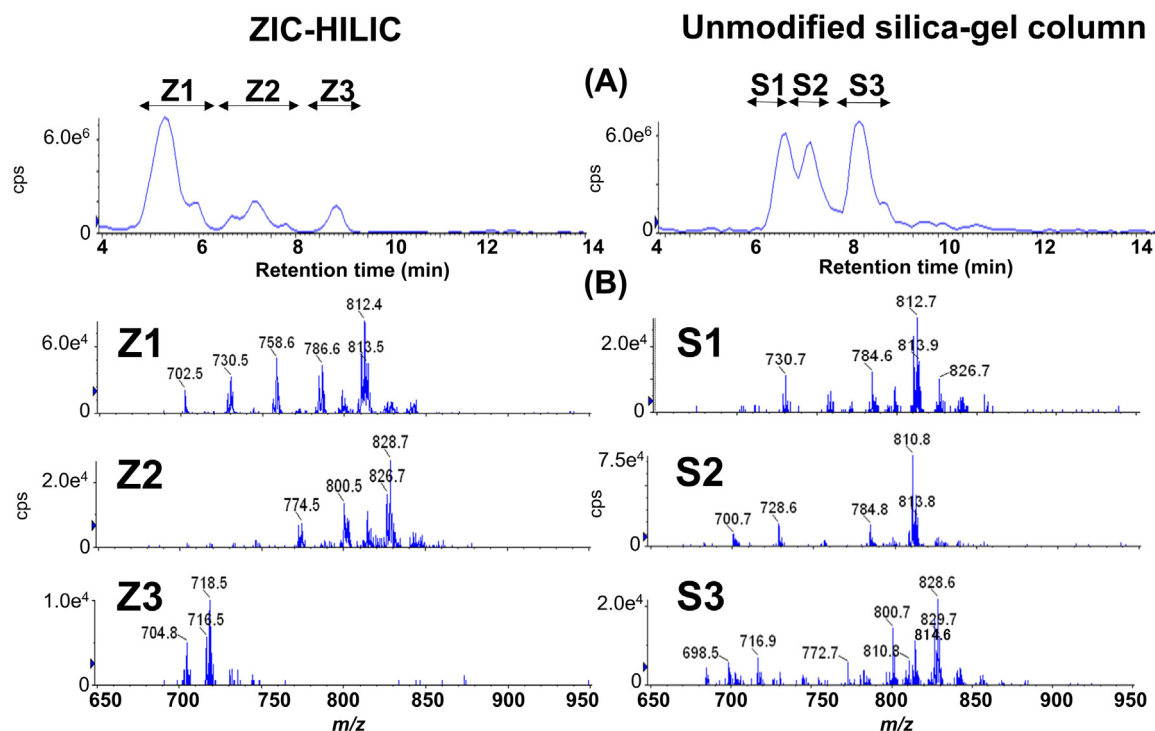 ZIC-HILIC
Unmodified silica-gel column
(A)
Z1 Z2 Z3
6.0e6
cps
0
4 6 8 10 12 14
Retention time (min)
S1 S2 S3
6.0e6
cps
0
4 6 8 10 12 14
Retention time (min)
(B)
Z1
6.0e4
0
702.5 730.5 758.6 786.6 812.4 813.5
S1
2.0e4
0
730.7 784.6 812.7 813.9 826.7
Z2
cps
2.0e4
0
774.5 800.5 826.7 828.7
S2
cps
7.5e4
0
700.7 728.6 784.8 810.8 813.8
Z3
1.0e4
0
704.8 716.5 718.5
650 700 750 800 850 900 950
m/z
S3
2.0e4
0
698.5 716.9 772.7 800.7 810.8 828.6 829.7 814.6
650 700 750 800 850 900 950
m/z